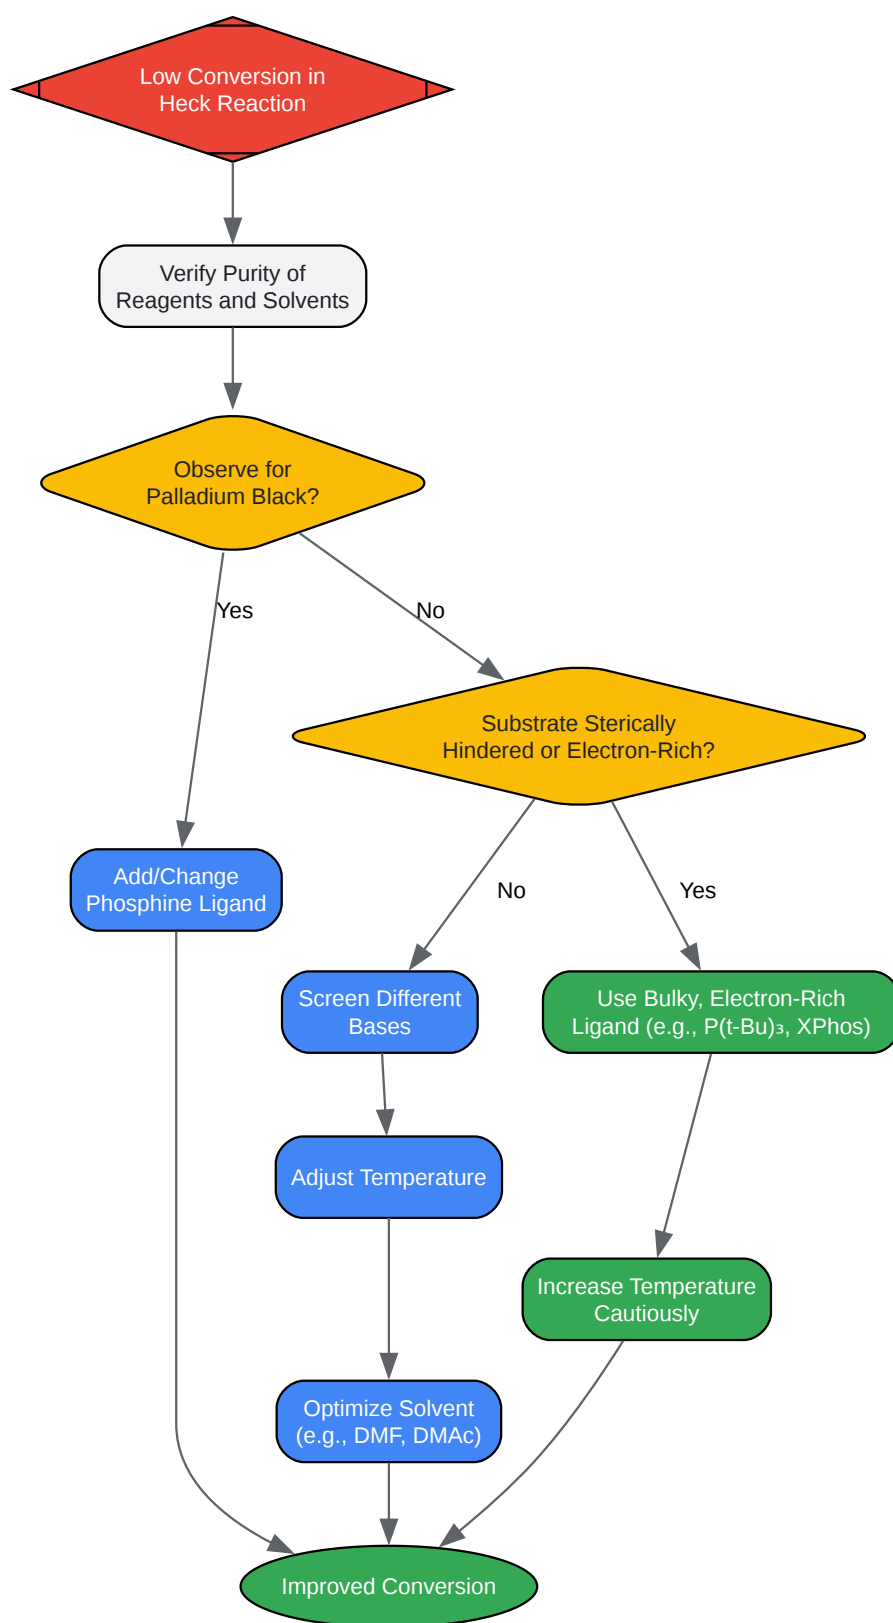 Low Conversion in
Heck Reaction
Verify Purity of
Reagents and Solvents
Observe for
Palladium Black?
Yes
No
Substrate Sterically
Hindered or Electron-Rich?
Add/Change
Phosphine Ligand
No
Yes
Screen Different
Bases
Use Bulky, Electron-Rich
Ligand (e.g., P(t-Bu)₃, XPhos)
Adjust Temperature
Increase Temperature
Cautiously
Optimize Solvent
(e.g., DMF, DMAc)
Improved Conversion